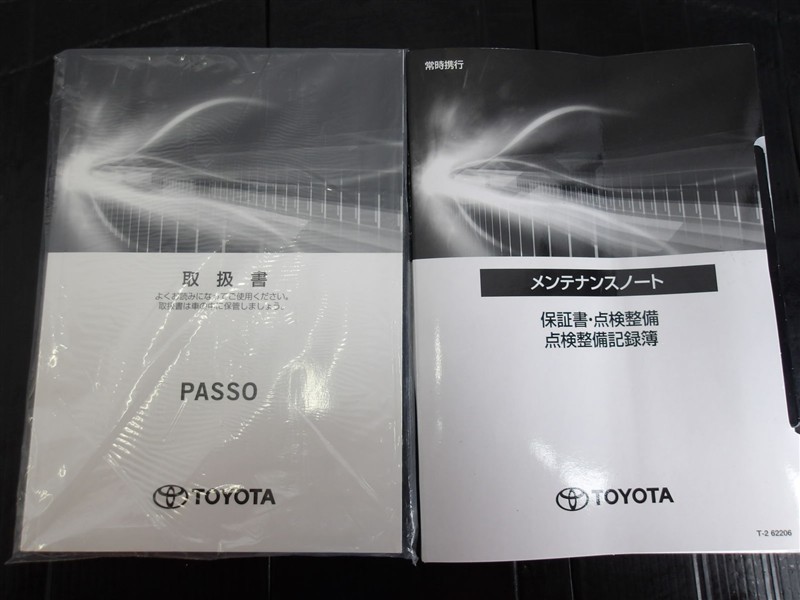 取扱書
よくお読みになってご使用ください。
取扱書は車の中に保管しましょう。
PASSO
TOYOTA
常時携行
メンテナンスノート
保証書・点検整備
点検整備記録簿
TOYOTA
T-2 62206